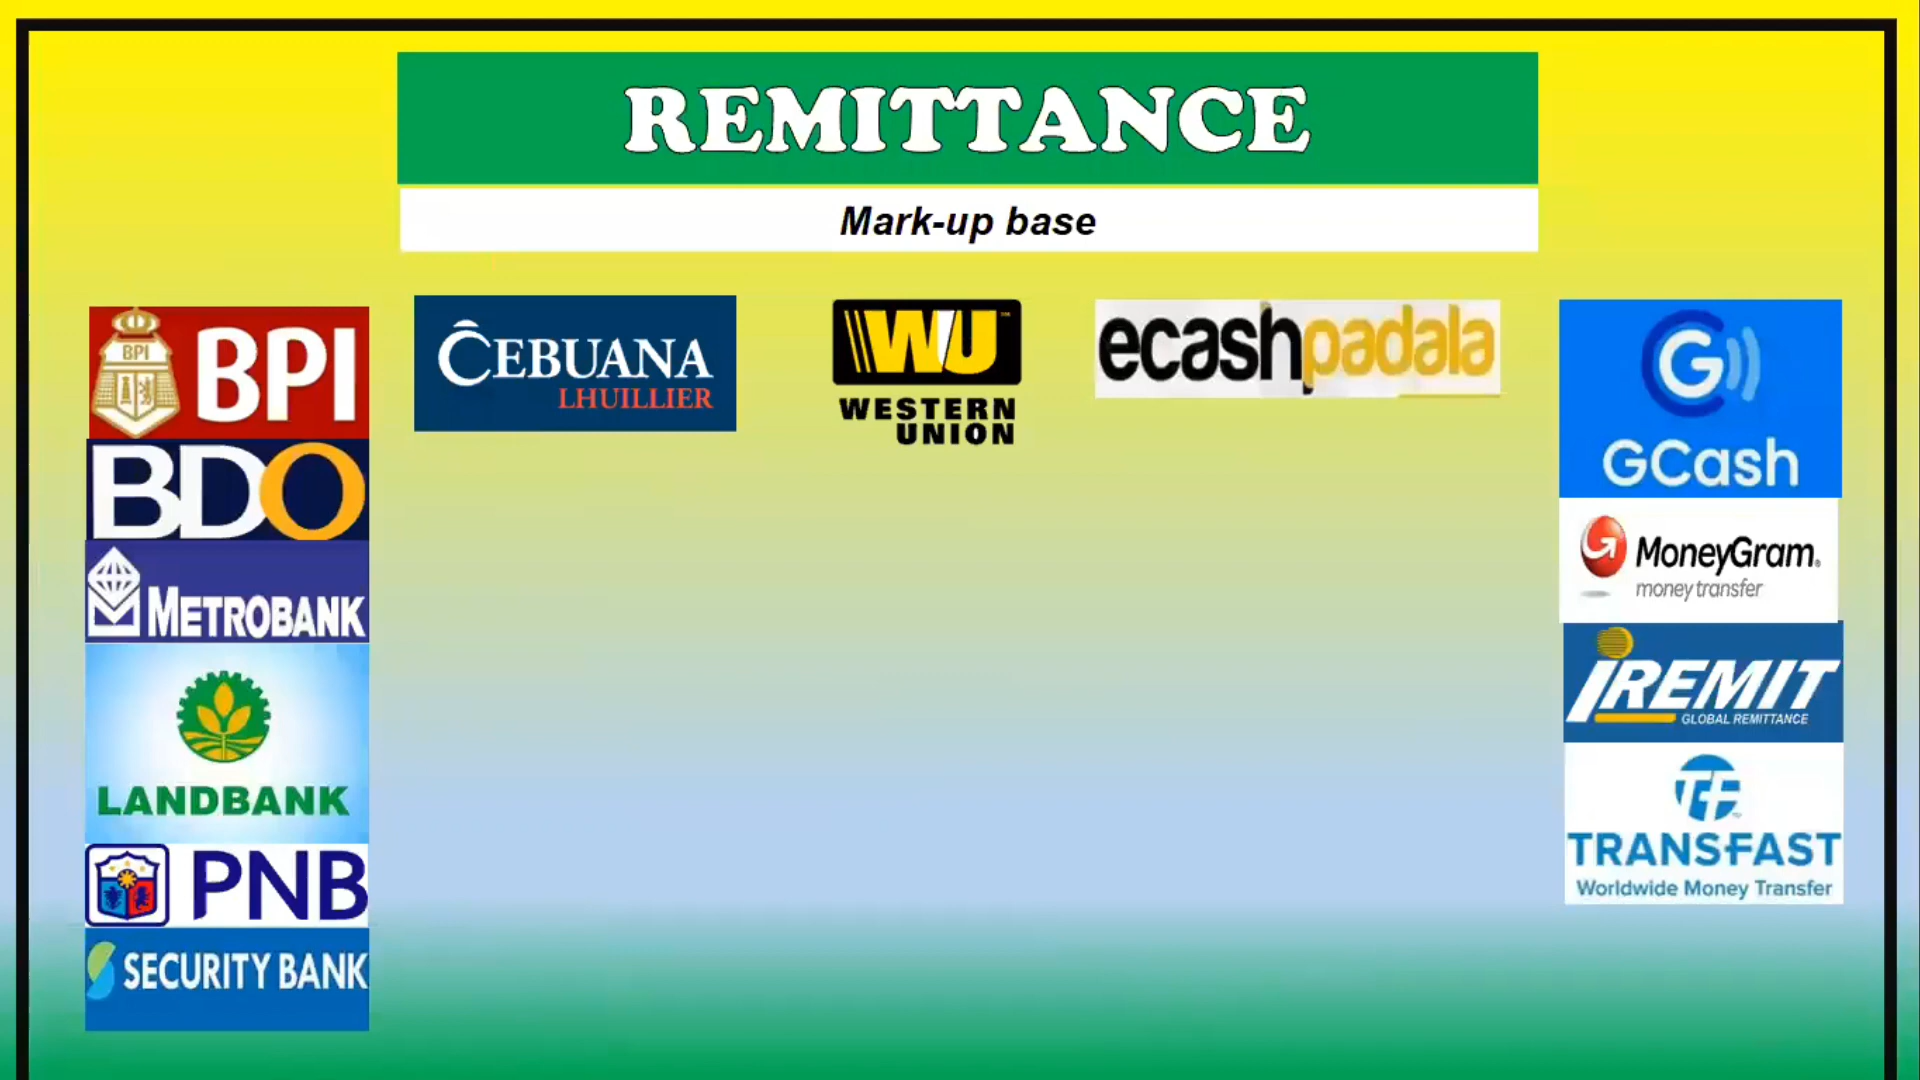 REMITTANCE
Mark-up base
BPI
BPI
BDO
METROBANK
LANDBANK
PNB
SECURITY BANK
CEBUANA
LHUILLIER
WU
WESTERN
UNION
ecashpadala
G
GCash
MoneyGram
money transfer
iREMIT
GLOBAL REMITTANCE
TF
TRANSFAST
Worldwide Money Transfer